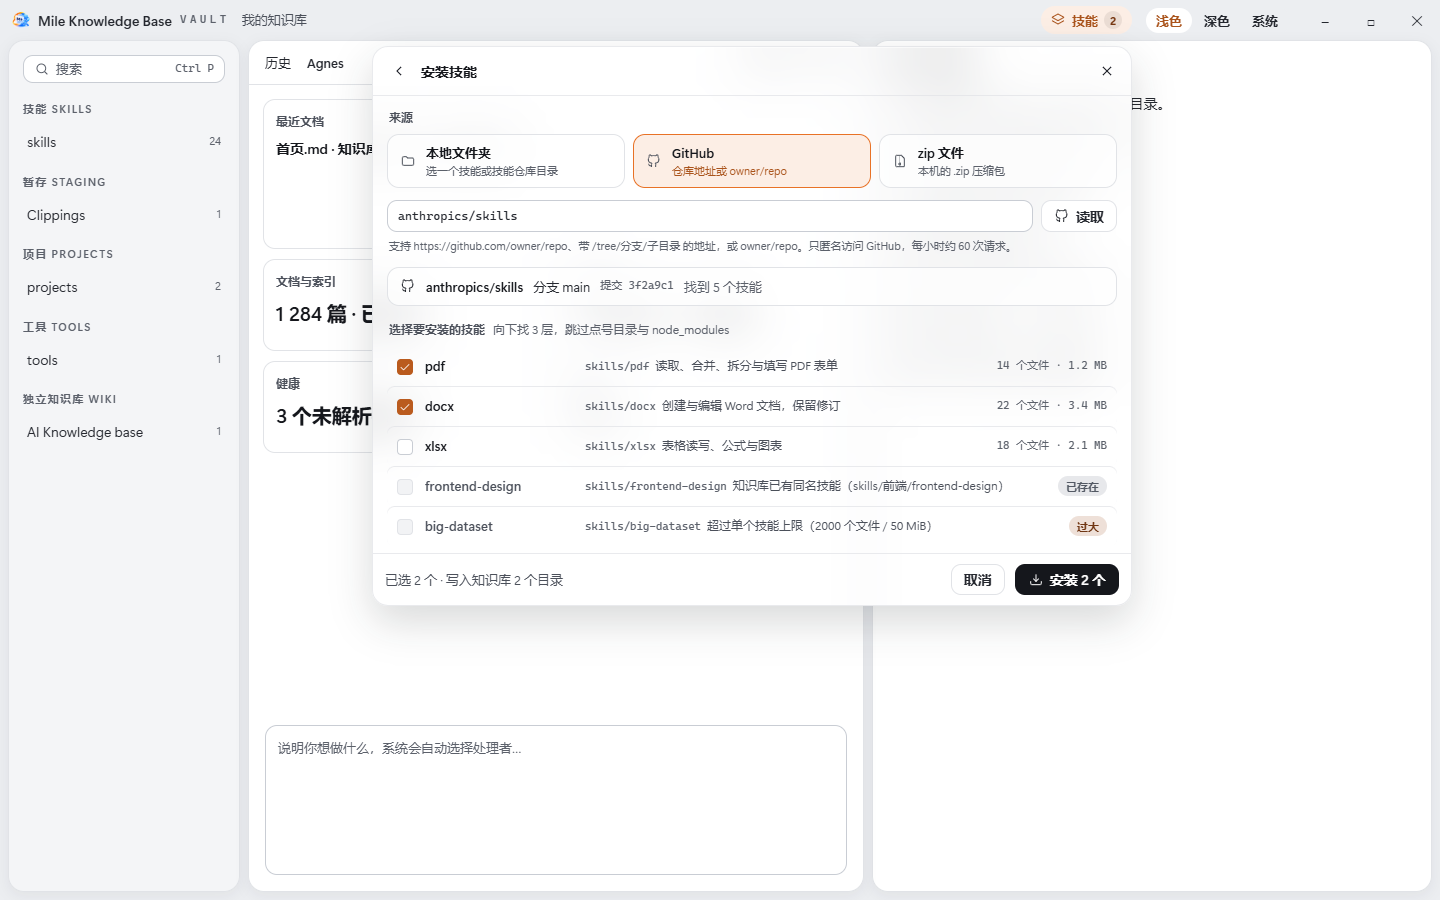 Mile Knowledge Base VAULT 我的知识库 技能 2 浅色 深色 系统
搜索 Ctrl P
技能 SKILLS
skills 24
暂存 STAGING
Clippings 1
项目 PROJECTS
projects 2
工具 TOOLS
tools 1
独立知识库 WIKI
AI Knowledge base 1
历史 Agnes
最近文档
首页.md · 知识库
文档与索引
1 284 篇 · 已
健康
3 个未解析
说明你想做什么，系统会自动选择处理者...
目录。
安装技能
来源
本地文件夹
选一个技能或技能仓库目录
GitHub
仓库地址或 owner/repo
zip 文件
本机的 .zip 压缩包
anthropics/skills 读取
支持 https://github.com/owner/repo、带 /tree/分支/子目录 的地址，或 owner/repo。只匿名访问 GitHub，每小时约 60 次请求。
anthropics/skills 分支 main 提交 3f2a9c1 找到 5 个技能
选择要安装的技能 向下找 3 层，跳过点号目录与 node_modules
pdf skills/pdf 读取、合并、拆分与填写 PDF 表单 14 个文件 · 1.2 MB
docx skills/docx 创建与编辑 Word 文档，保留修订 22 个文件 · 3.4 MB
xlsx skills/xlsx 表格读写、公式与图表 18 个文件 · 2.1 MB
frontend-design skills/frontend-design 知识库已有同名技能（skills/前端/frontend-design） 已存在
big-dataset skills/big-dataset 超过单个技能上限（2000 个文件 / 50 MiB） 过大
已选 2 个 · 写入知识库 2 个目录 取消 安装 2 个